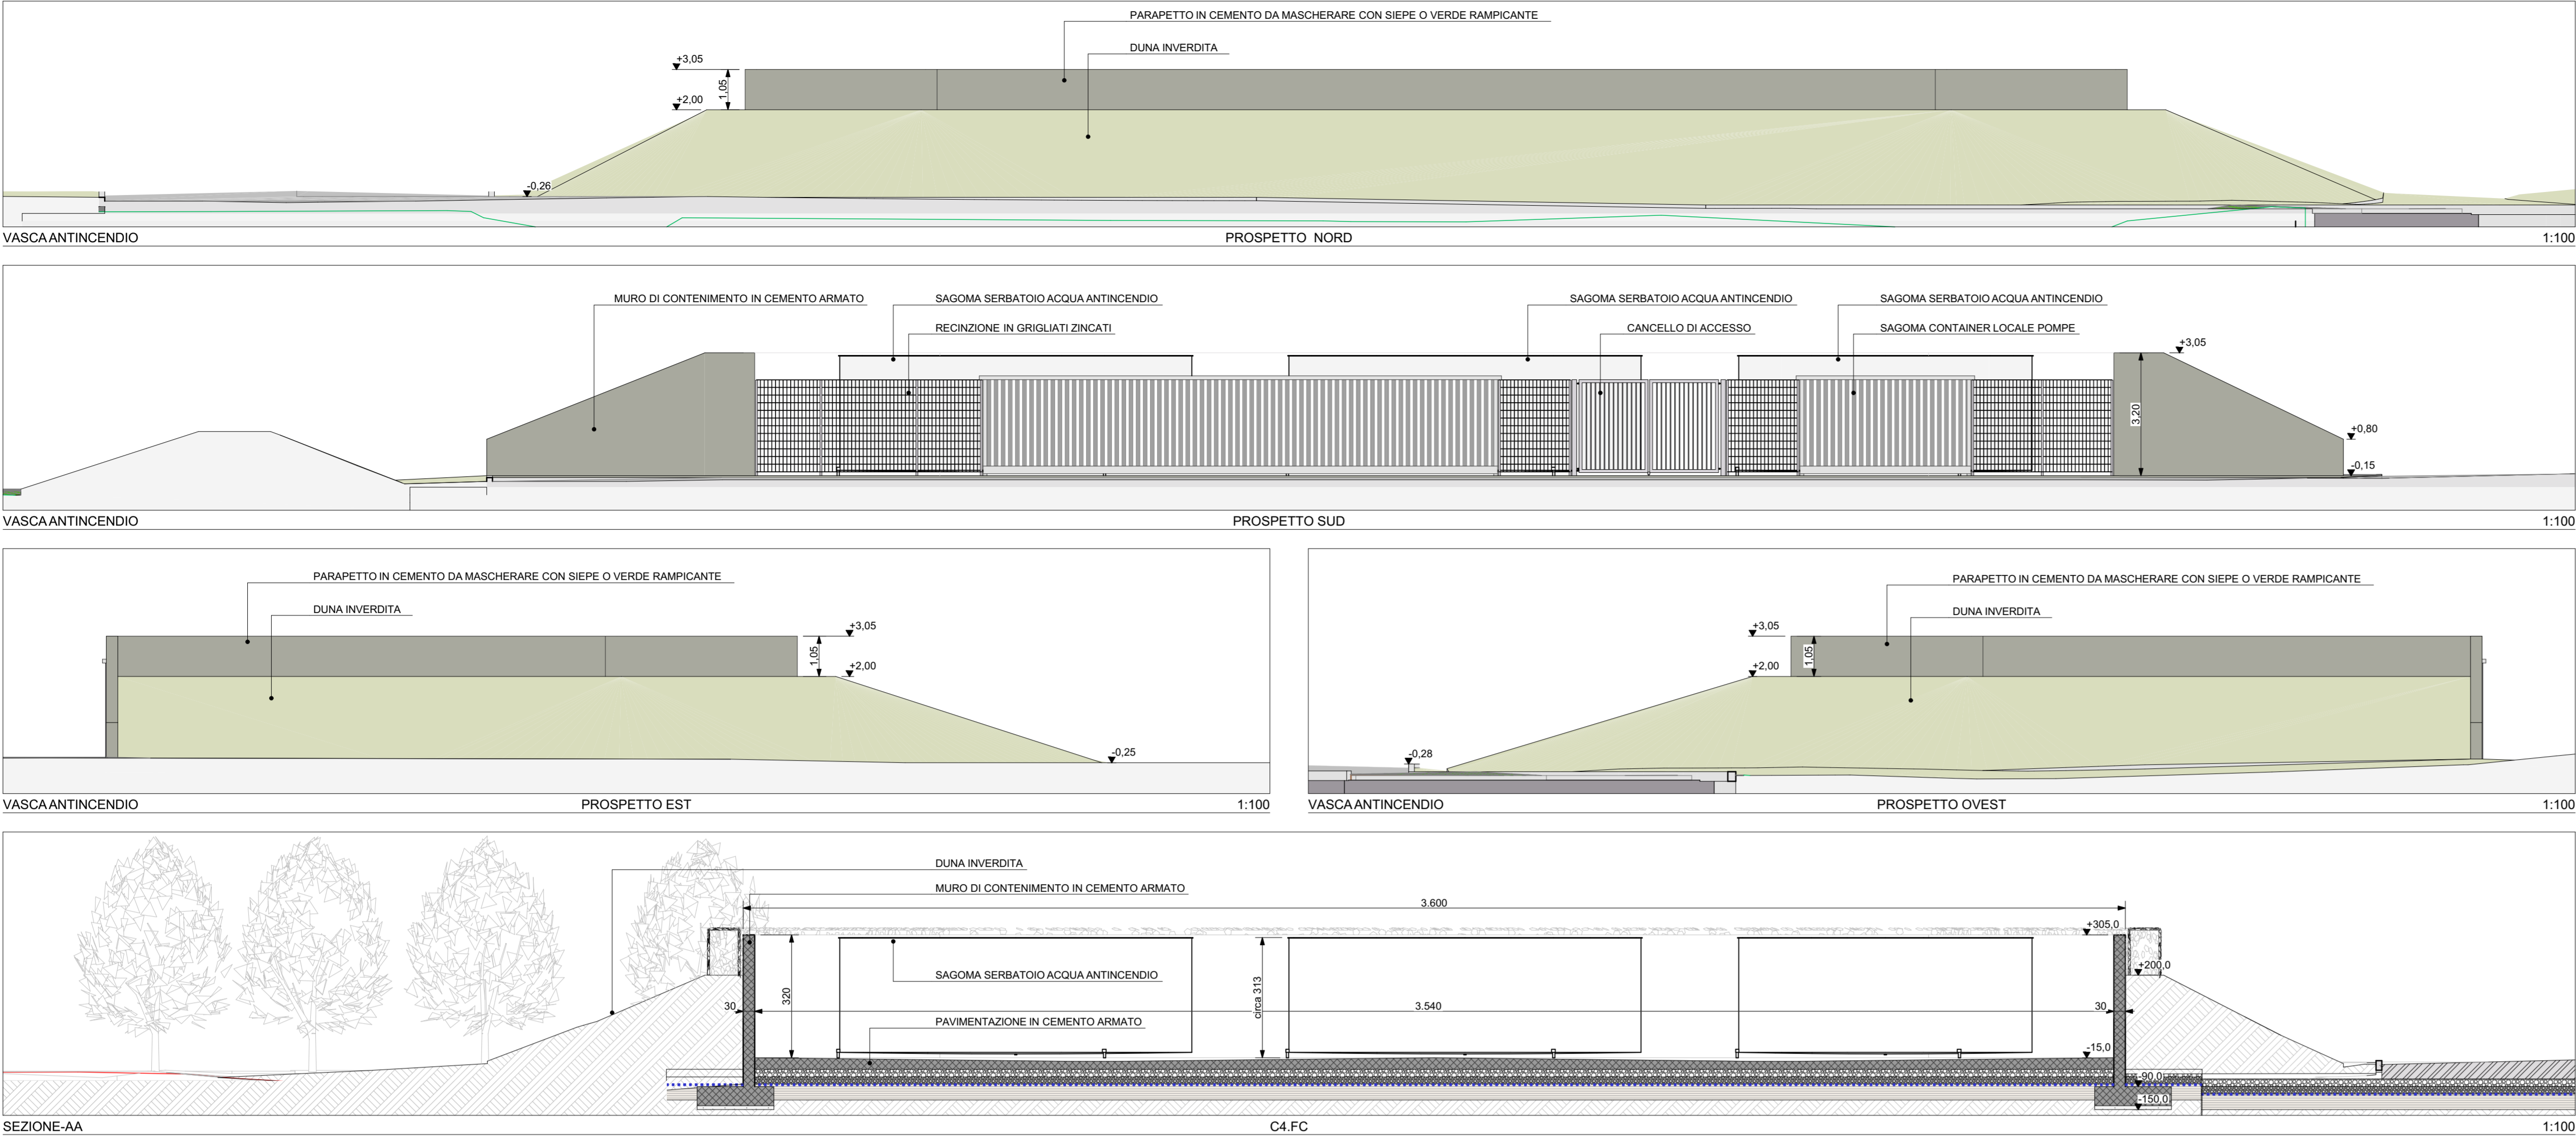 PARAPETTO IN CEMENTO DA MASCHERARE CON SIEPE O VERDE RAMPICANTE
DUNA INVERDITA
+3,05
1,05
+2,00
-0,26
VASCA ANTINCENDIO PROSPETTO NORD 1:100
MURO DI CONTENIMENTO IN CEMENTO ARMATO SAGOMA SERBATOIO ACQUA ANTINCENDIO SAGOMA SERBATOIO ACQUA ANTINCENDIO SAGOMA SERBATOIO ACQUA ANTINCENDIO
RECINZIONE IN GRIGLIATI ZINCATI CANCELLO DI ACCESSO SAGOMA CONTAINER LOCALE POMPE
+3,05
3,20
+0,80
-0,15
VASCA ANTINCENDIO PROSPETTO SUD 1:100
PARAPETTO IN CEMENTO DA MASCHERARE CON SIEPE O VERDE RAMPICANTE
DUNA INVERDITA
+3,05
1,05
+2,00
-0,25
VASCA ANTINCENDIO PROSPETTO EST 1:100
PARAPETTO IN CEMENTO DA MASCHERARE CON SIEPE O VERDE RAMPICANTE
DUNA INVERDITA
+3,05
1,05
+2,00
-0,28
VASCA ANTINCENDIO PROSPETTO OVEST 1:100
DUNA INVERDITA
MURO DI CONTENIMENTO IN CEMENTO ARMATO
3.600
+305,0
SAGOMA SERBATOIO ACQUA ANTINCENDIO
+200,0
320
circa 313
30
3.540
30
PAVIMENTAZIONE IN CEMENTO ARMATO
-15,0
-90,0
-150,0
SEZIONE-AA C4.FC 1:100